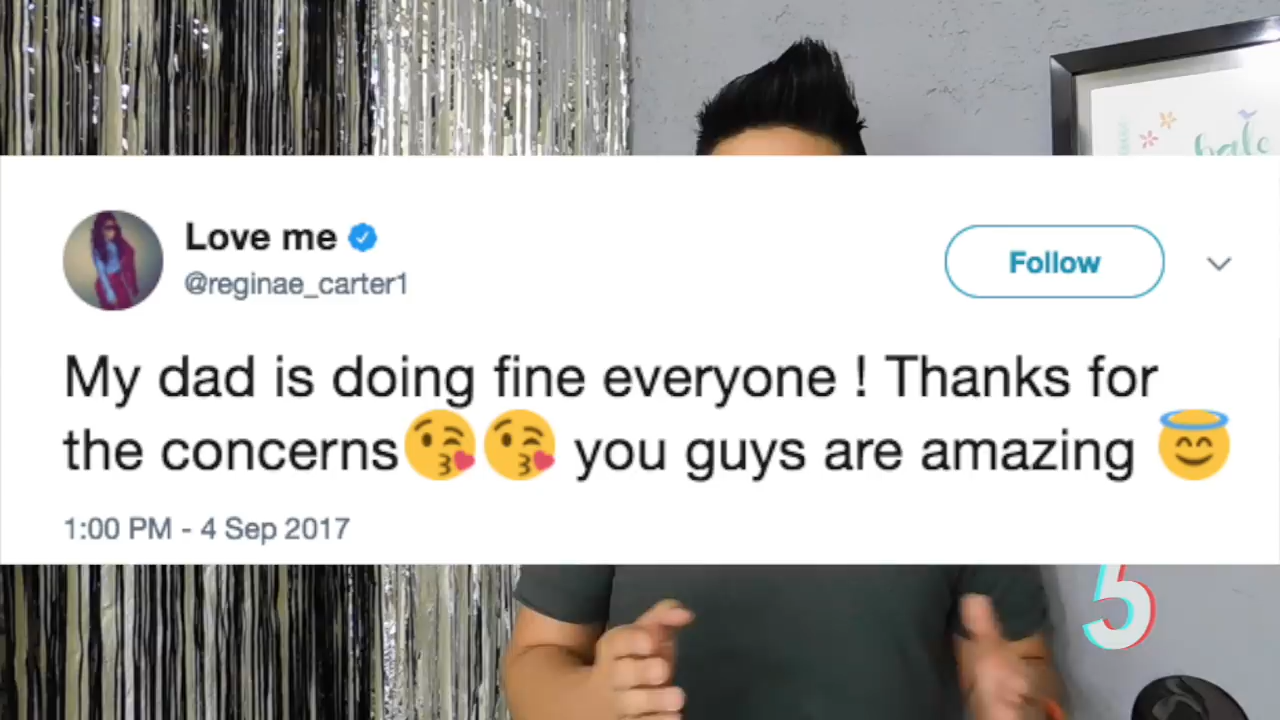 bale
Love me
@reginae_carter1
Follow
My dad is doing fine everyone ! Thanks for
the concerns😘😘 you guys are amazing 😇
1:00 PM - 4 Sep 2017
5